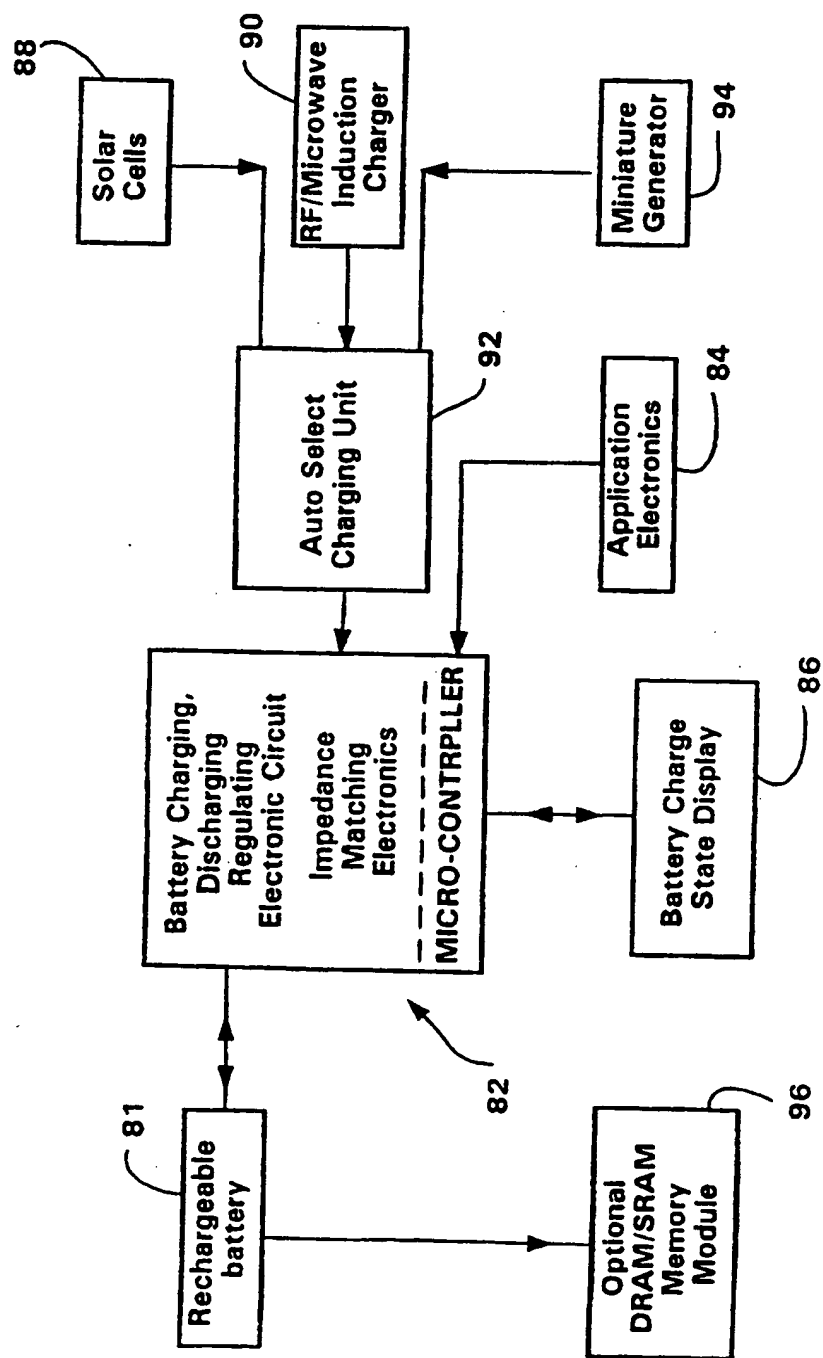 81
Rechargeable
battery
Optional
DRAM/SRAM
Memory
Module
96
82
Battery Charging,
Discharging
Regulating
Electronic Circuit
Impedance
Matching
Electronics
MICRO-CONTRPLLER
Battery Charge
State Display
86
Auto Select
Charging Unit
92
Application
Electronics
84
Solar
Cells
88
RF/Microwave
Induction
Charger
90
Miniature
Generator
94